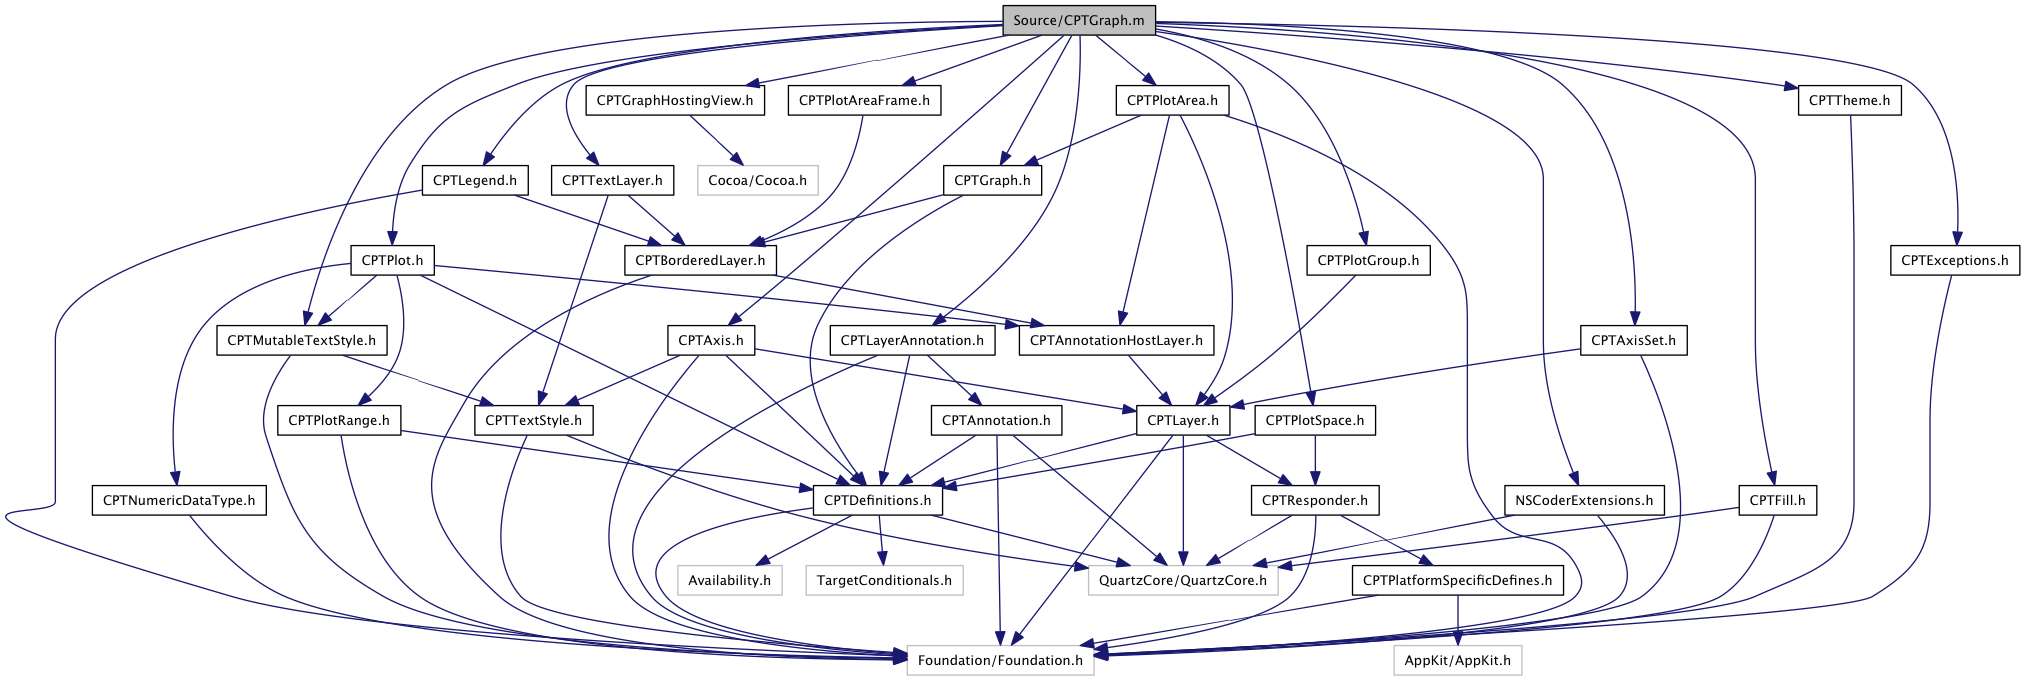 Source/CPTGraph.m
CPTGraphHostingView.h
CPTPlotAreaFrame.h
CPTPlotArea.h
CPTTheme.h
CPTLegend.h
CPTTextLayer.h
Cocoa/Cocoa.h
CPTGraph.h
CPTPlot.h
CPTBorderedLayer.h
CPTPlotGroup.h
CPTExceptions.h
CPTMutableTextStyle.h
CPTAxis.h
CPTLayerAnnotation.h
CPTAnnotationHostLayer.h
CPTAxisSet.h
CPTPlotRange.h
CPTTextStyle.h
CPTAnnotation.h
CPTLayer.h
CPTPlotSpace.h
CPTNumericDataType.h
CPTDefinitions.h
CPTResponder.h
NSCoderExtensions.h
CPTFill.h
Availability.h
TargetConditionals.h
QuartzCore/QuartzCore.h
CPTPlatformSpecificDefines.h
Foundation/Foundation.h
AppKit/AppKit.h